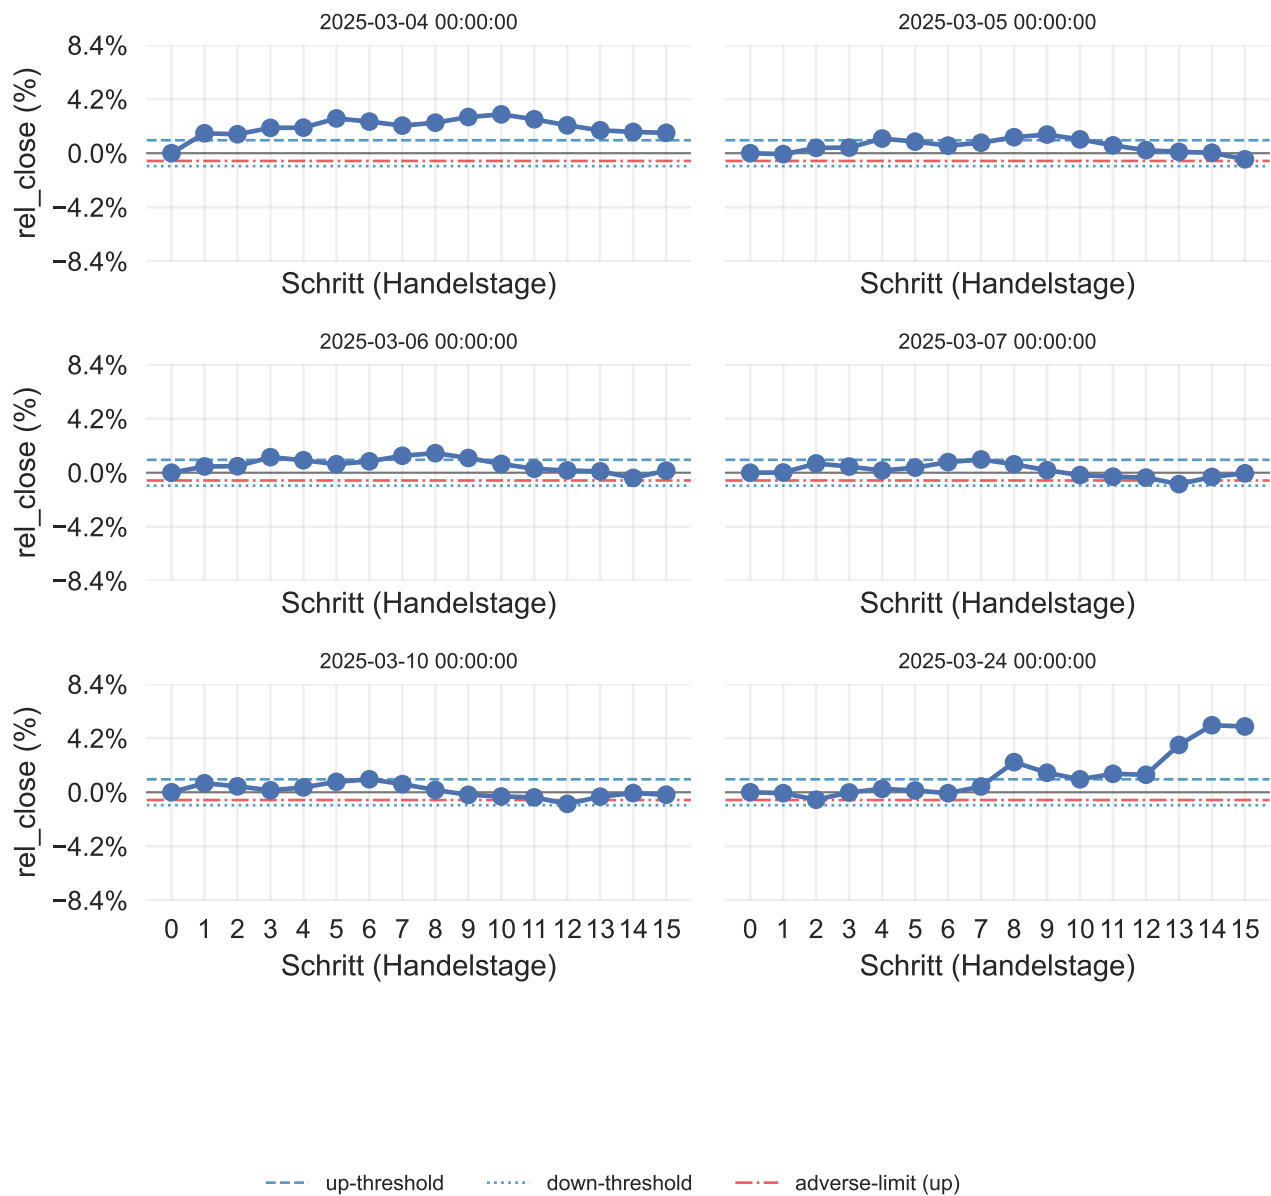 2025-03-04 00:00:00
2025-03-05 00:00:00
rel_close (%)
8.4%
4.2%
0.0%
−4.2%
−8.4%
Schritt (Handelstage)
Schritt (Handelstage)
2025-03-06 00:00:00
2025-03-07 00:00:00
rel_close (%)
8.4%
4.2%
0.0%
−4.2%
−8.4%
Schritt (Handelstage)
Schritt (Handelstage)
2025-03-10 00:00:00
2025-03-24 00:00:00
rel_close (%)
8.4%
4.2%
0.0%
−4.2%
−8.4%
0 1 2 3 4 5 6 7 8 9 10 11 12 13 14 15
0 1 2 3 4 5 6 7 8 9 10 11 12 13 14 15
Schritt (Handelstage)
Schritt (Handelstage)
up-threshold
down-threshold
adverse-limit (up)